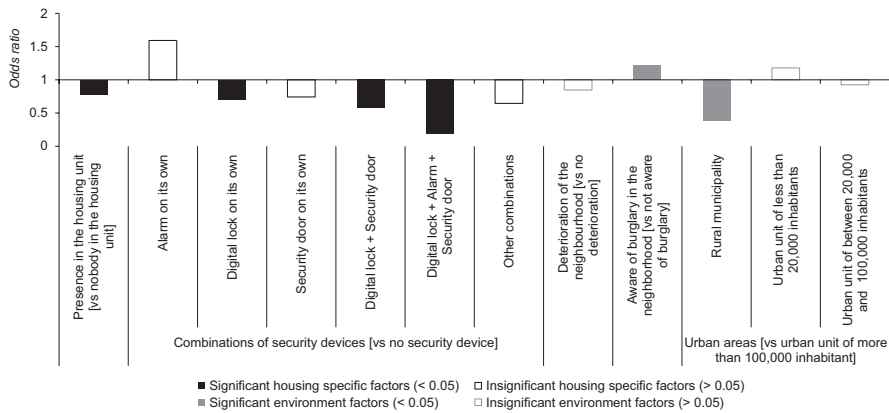 2
1.5
1
0.5
0
Odds ratio
Presence in the housing unit
[vs nobody in the housing
unit]
Alarm on its own
Digital lock on its own
Security door on its own
Digital lock + Security door
Digital lock + Alarm +
Security door
Other combinations
Deterioration of the
neighbourhood [vs no
deterioration]
Aware of burglary in the
neighborhood [vs not aware
of burglary]
Rural municipality
Urban unit of less than
20,000 inhabitants
Urban unit of between 20,000
and 100,000 inhabitants
Combinations of security devices [vs no security device]
Urban areas [vs urban unit of more
than 100,000 inhabitant]
Significant housing specific factors (< 0.05)
Insignificant housing specific factors (> 0.05)
Significant environment factors (< 0.05)
Insignificant environment factors (> 0.05)